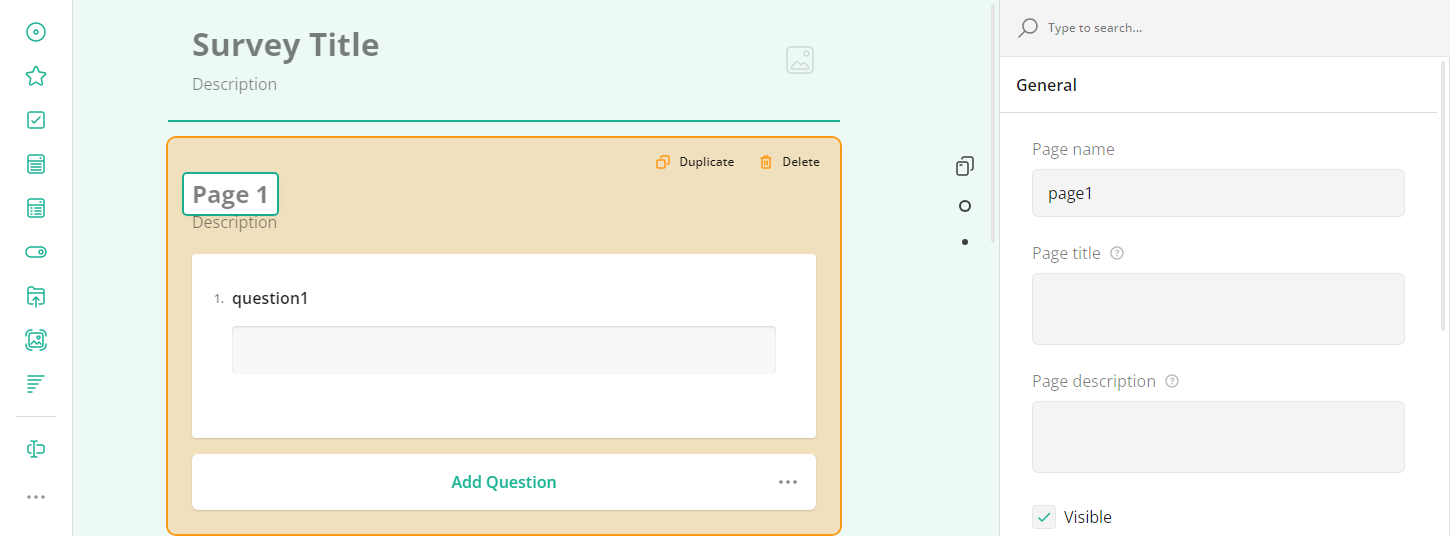 Survey Title
Description
Duplicate Delete
Page 1
Description
1. question1
Add Question
Type to search...
General
Page name
page1
Page title
Page description
Visible